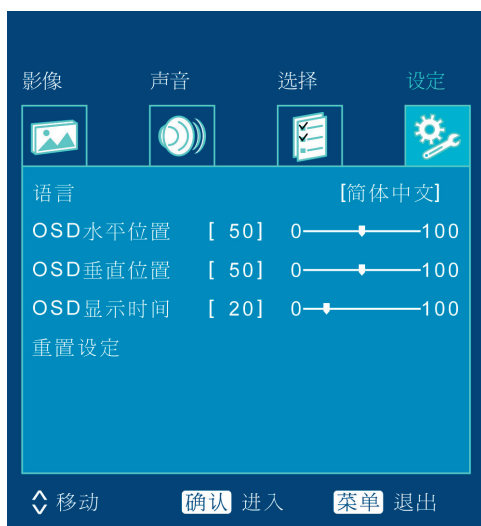 影像 声音 选择 设定
语言 [简体中文]
OSD水平位置 [ 50] 0 100
OSD垂直位置 [ 50] 0 100
OSD显示时间 [ 20] 0 100
重置设定
移动 确认 进入 菜单 退出